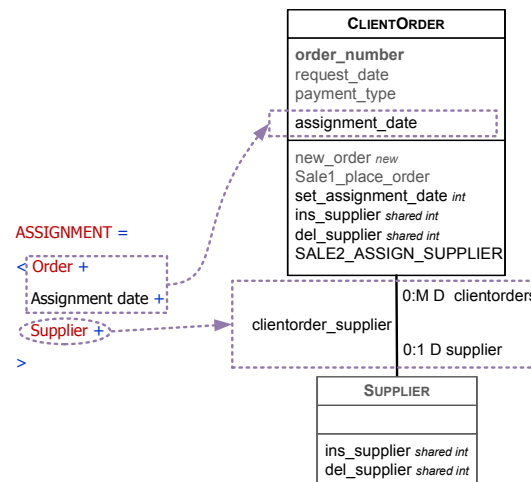 CLIENTORDER
order_number
request_date
payment_type
assignment_date
new_order new
Sale1_place_order
set_assignment_date int
ins_supplier shared int
del_supplier shared int
SALE2_ASSIGN_SUPPLIER
ASSIGNMENT =
< Order +
Assignment date +
Supplier +
>
0:M D clientorders
clientorder_supplier
0:1 D supplier
SUPPLIER
ins_supplier shared int
del_supplier shared int